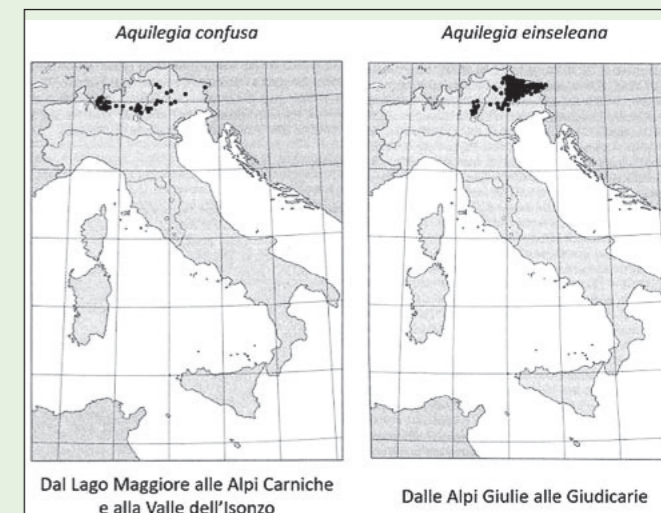 Aquilegia confusa
Aquilegia einseleana
Dal Lago Maggiore alle Alpi Carniche
e alla Valle dell'Isonzo
Dalle Alpi Giulie alle Giudicarie